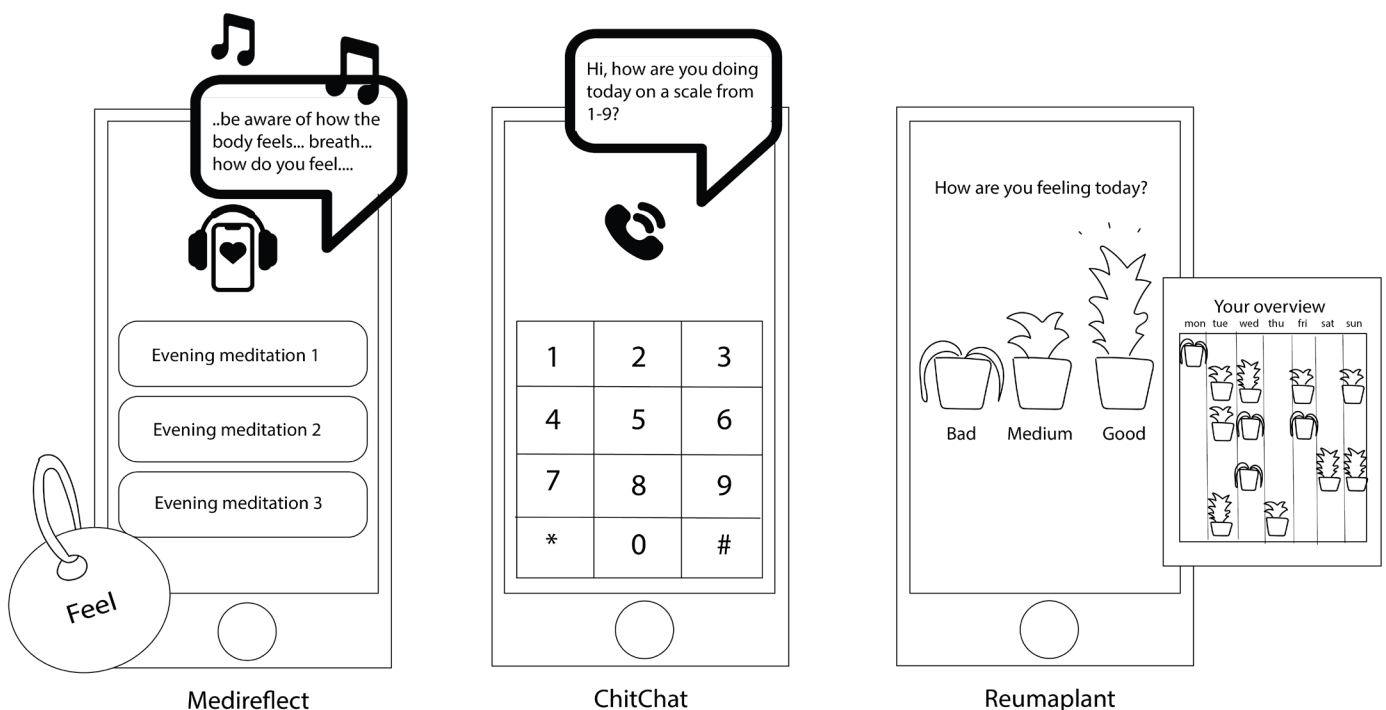 ..be aware of how the
body feels... breath...
how do you feel....
Evening meditation 1
Evening meditation 2
Evening meditation 3
Feel
Medireflect
Hi, how are you doing
today on a scale from
1-9?
1 2 3
4 5 6
7 8 9
* 0 #
ChitChat
How are you feeling today?
Bad Medium Good
Your overview
mon tue wed thu fri sat sun
Reumaplant